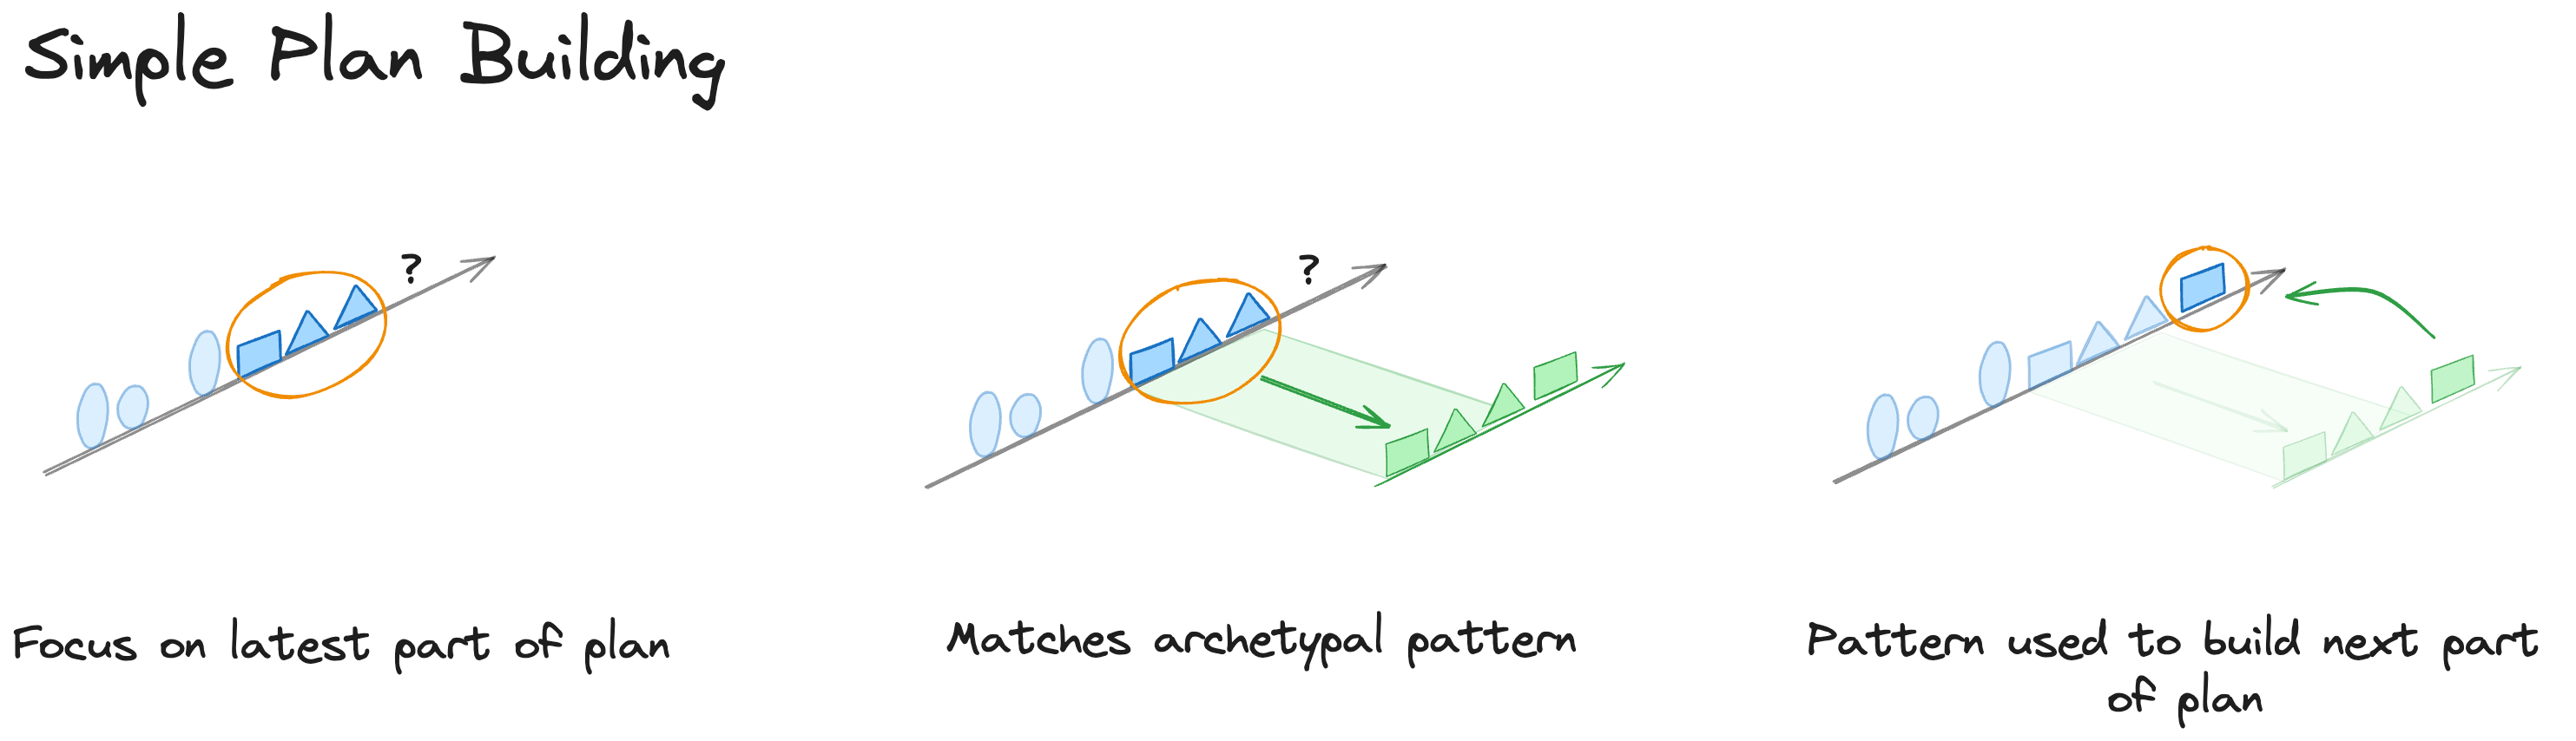 Simple Plan Building
?
?
Focus on latest part of plan
Matches archetypal pattern
Pattern used to build next part
of plan